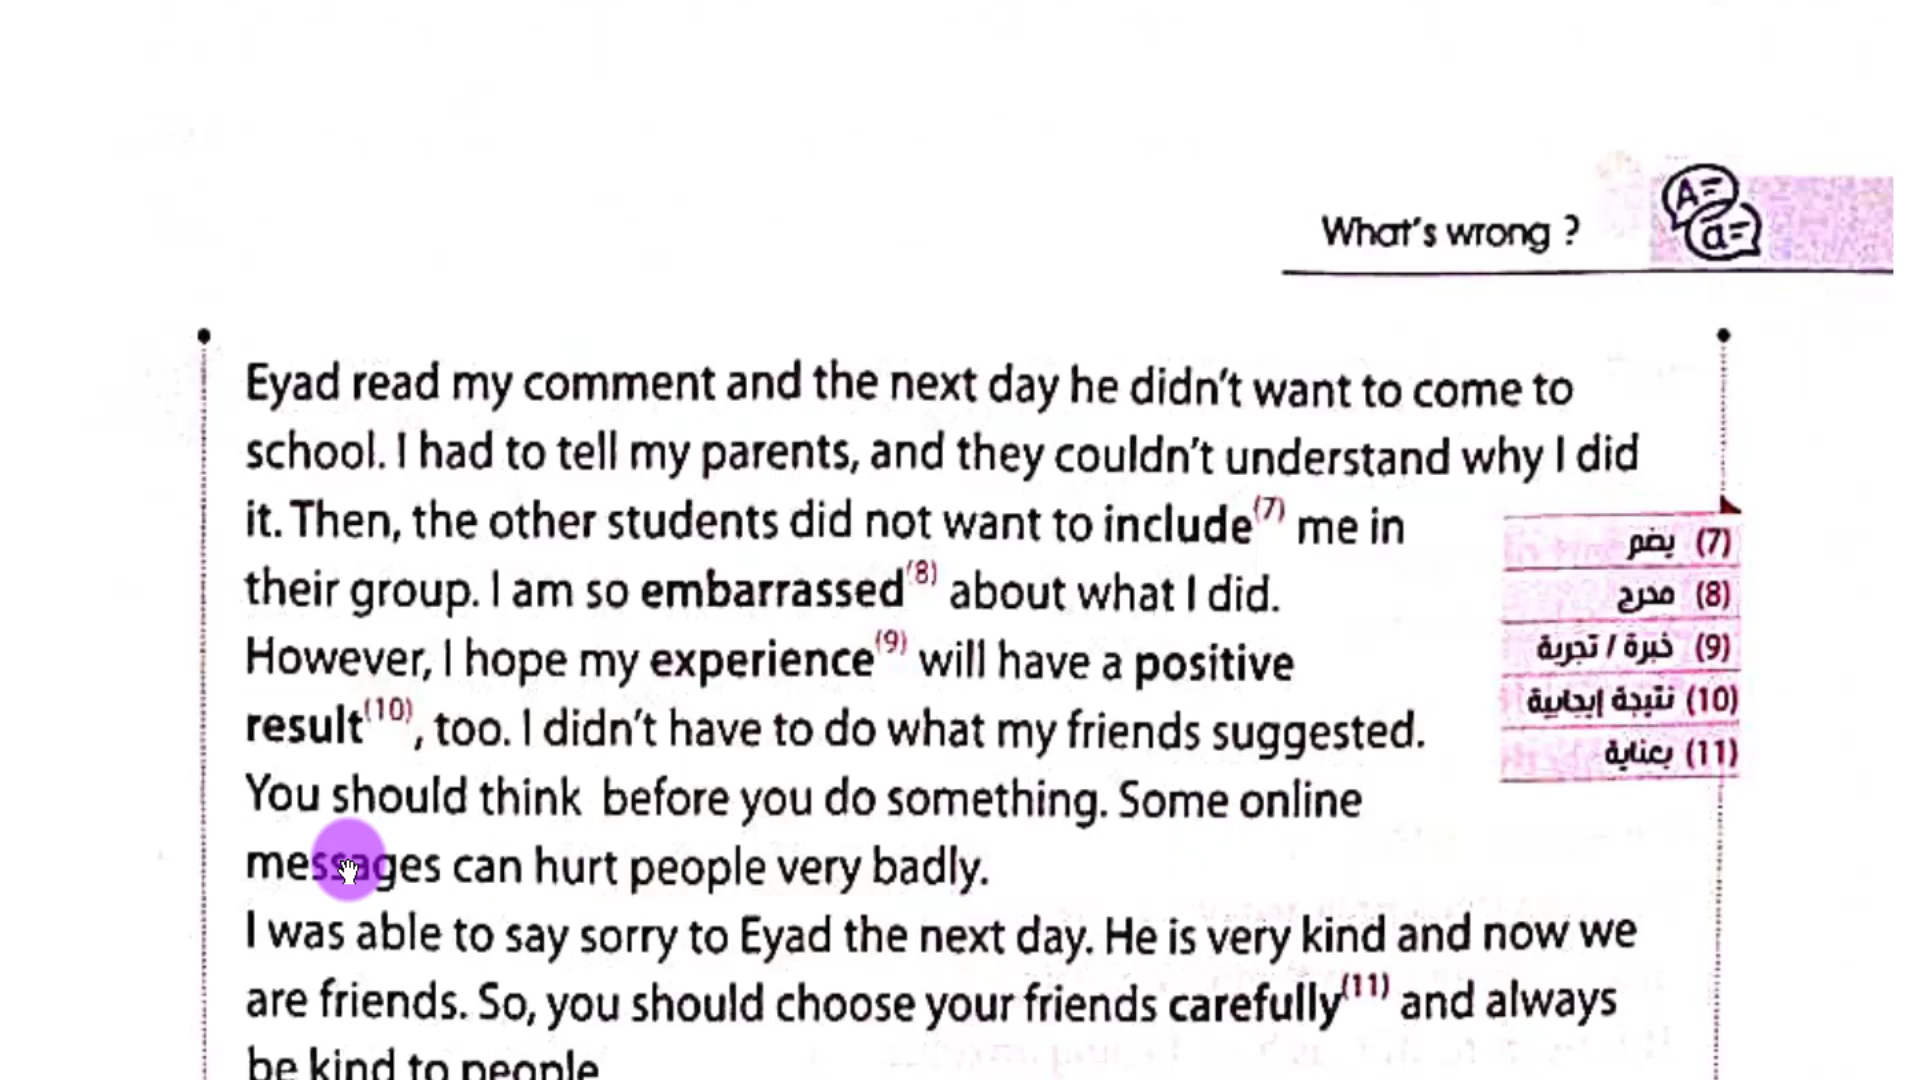 What's wrong ?
A=
a=
Eyad read my comment and the next day he didn't want to come to
school. I had to tell my parents, and they couldn't understand why I did
it. Then, the other students did not want to include(7) me in
their group. I am so embarrassed(8) about what I did.
However, I hope my experience(9) will have a positive
result(10), too. I didn't have to do what my friends suggested.
You should think before you do something. Some online
messages can hurt people very badly.
I was able to say sorry to Eyad the next day. He is very kind and now we
are friends. So, you should choose your friends carefully(11) and always
be kind to people
(7) يضم
(8) محرج
(9) خبرة / تجربة
(10) نتيجة إيجابية
(11) بعناية